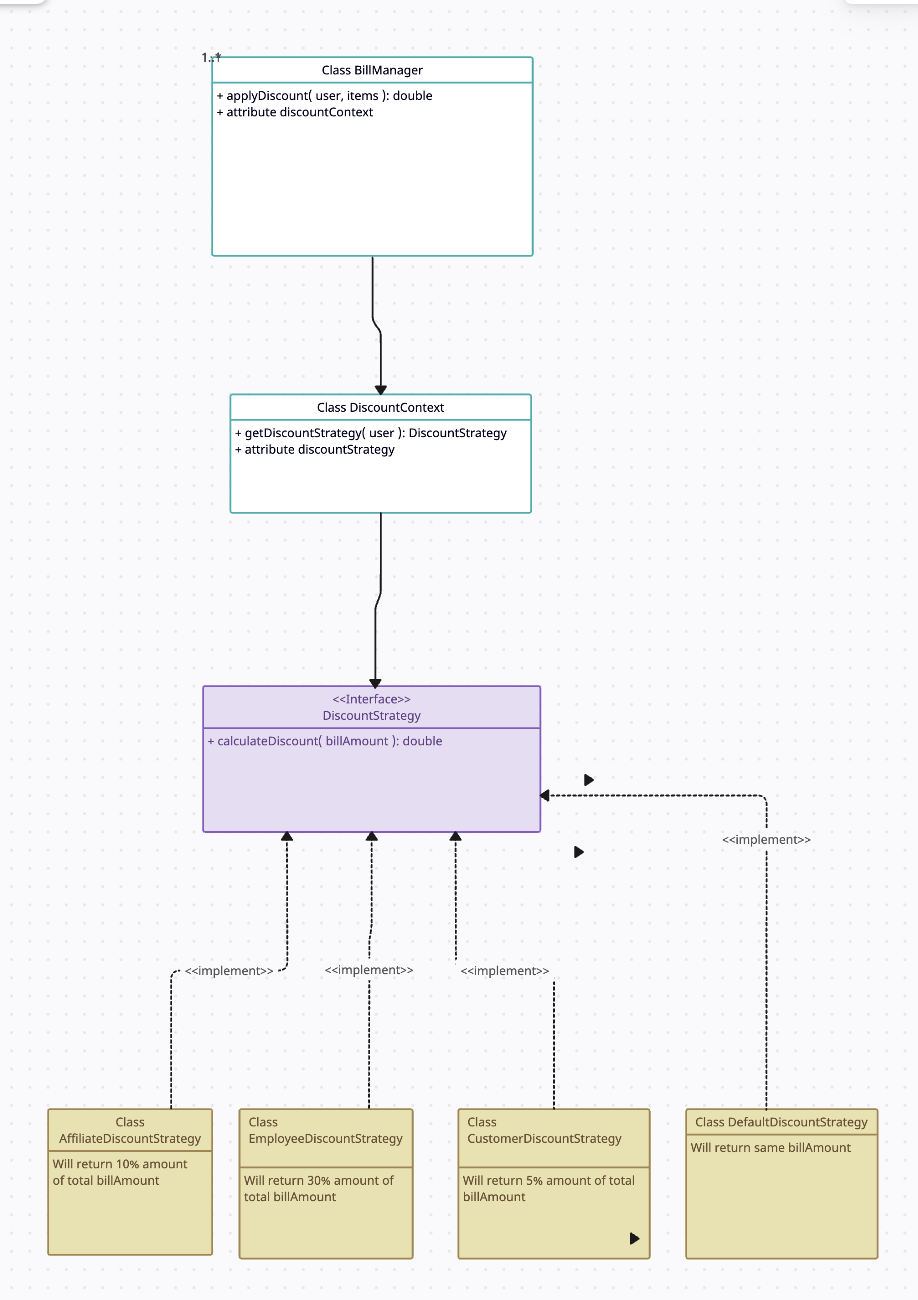 1..*
Class BillManager
+ applyDiscount( user, items ): double
+ attribute discountContext
Class DiscountContext
+ getDiscountStrategy( user ): DiscountStrategy
+ attribute discountStrategy
<<Interface>>
DiscountStrategy
+ calculateDiscount( billAmount ): double
<<implement>>
<<implement>>
<<implement>>
<<implement>>
Class
AffiliateDiscountStrategy
Will return 10% amount
of total billAmount
Class
EmployeeDiscountStrategy
Will return 30% amount of
total billAmount
Class
CustomerDiscountStrategy
Will return 5% amount of total
billAmount
Class DefaultDiscountStrategy
Will return same billAmount